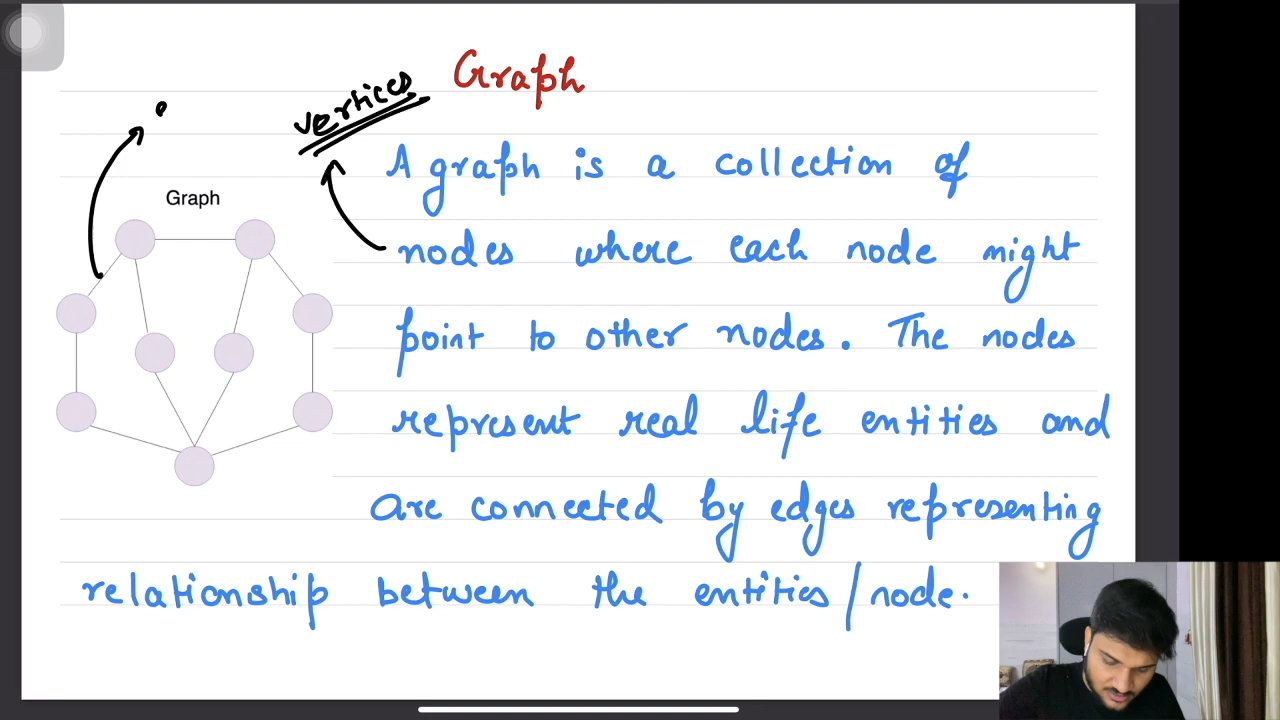 Graph
vertices
A graph is a collection of
Graph
nodes where each node might
point to other nodes. The nodes
represent real life entities and
are connected by edges representing
relationship between the entities/node.